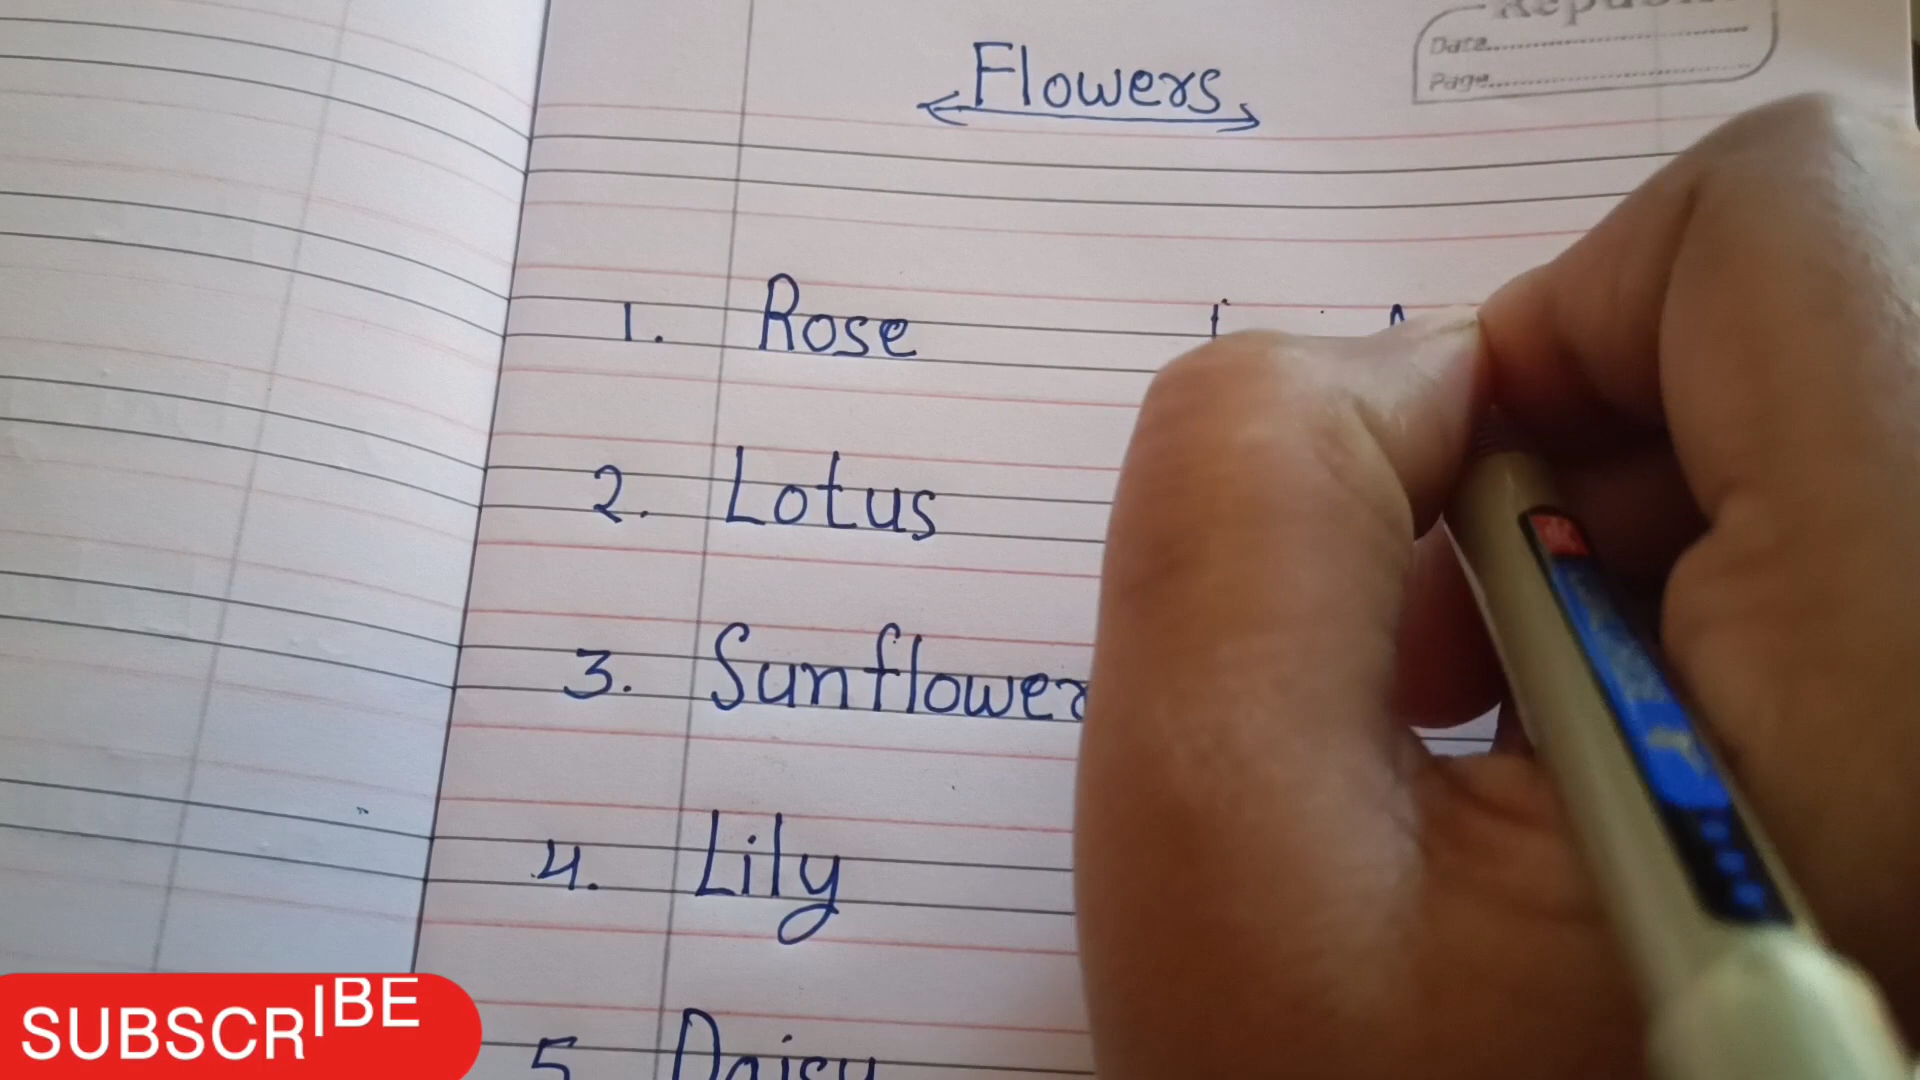 Flowers
Date
Page
1. Rose
2. Lotus
3. Sunflower
4. Lily
5. Daisy
SUBSCRIBE